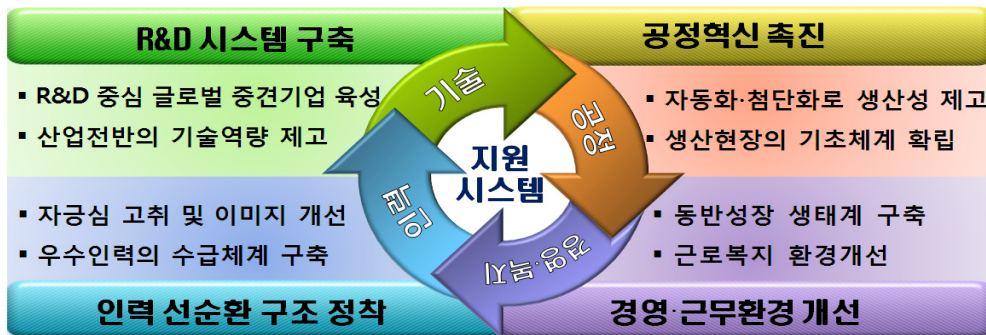 R&D 시스템 구축
▪ R&D 중심 글로벌 중견기업 육성
▪ 산업전반의 기술역량 제고
공정혁신 촉진
▪ 자동화·첨단화로 생산성 제고
▪ 생산현장의 기초체계 확립
기술
공정
경영·복지
인력
지원
시스템
▪ 자긍심 고취 및 이미지 개선
▪ 우수인력의 수급체계 구축
인력 선순환 구조 정착
▪ 동반성장 생태계 구축
▪ 근로복지 환경개선
경영·근무환경 개선